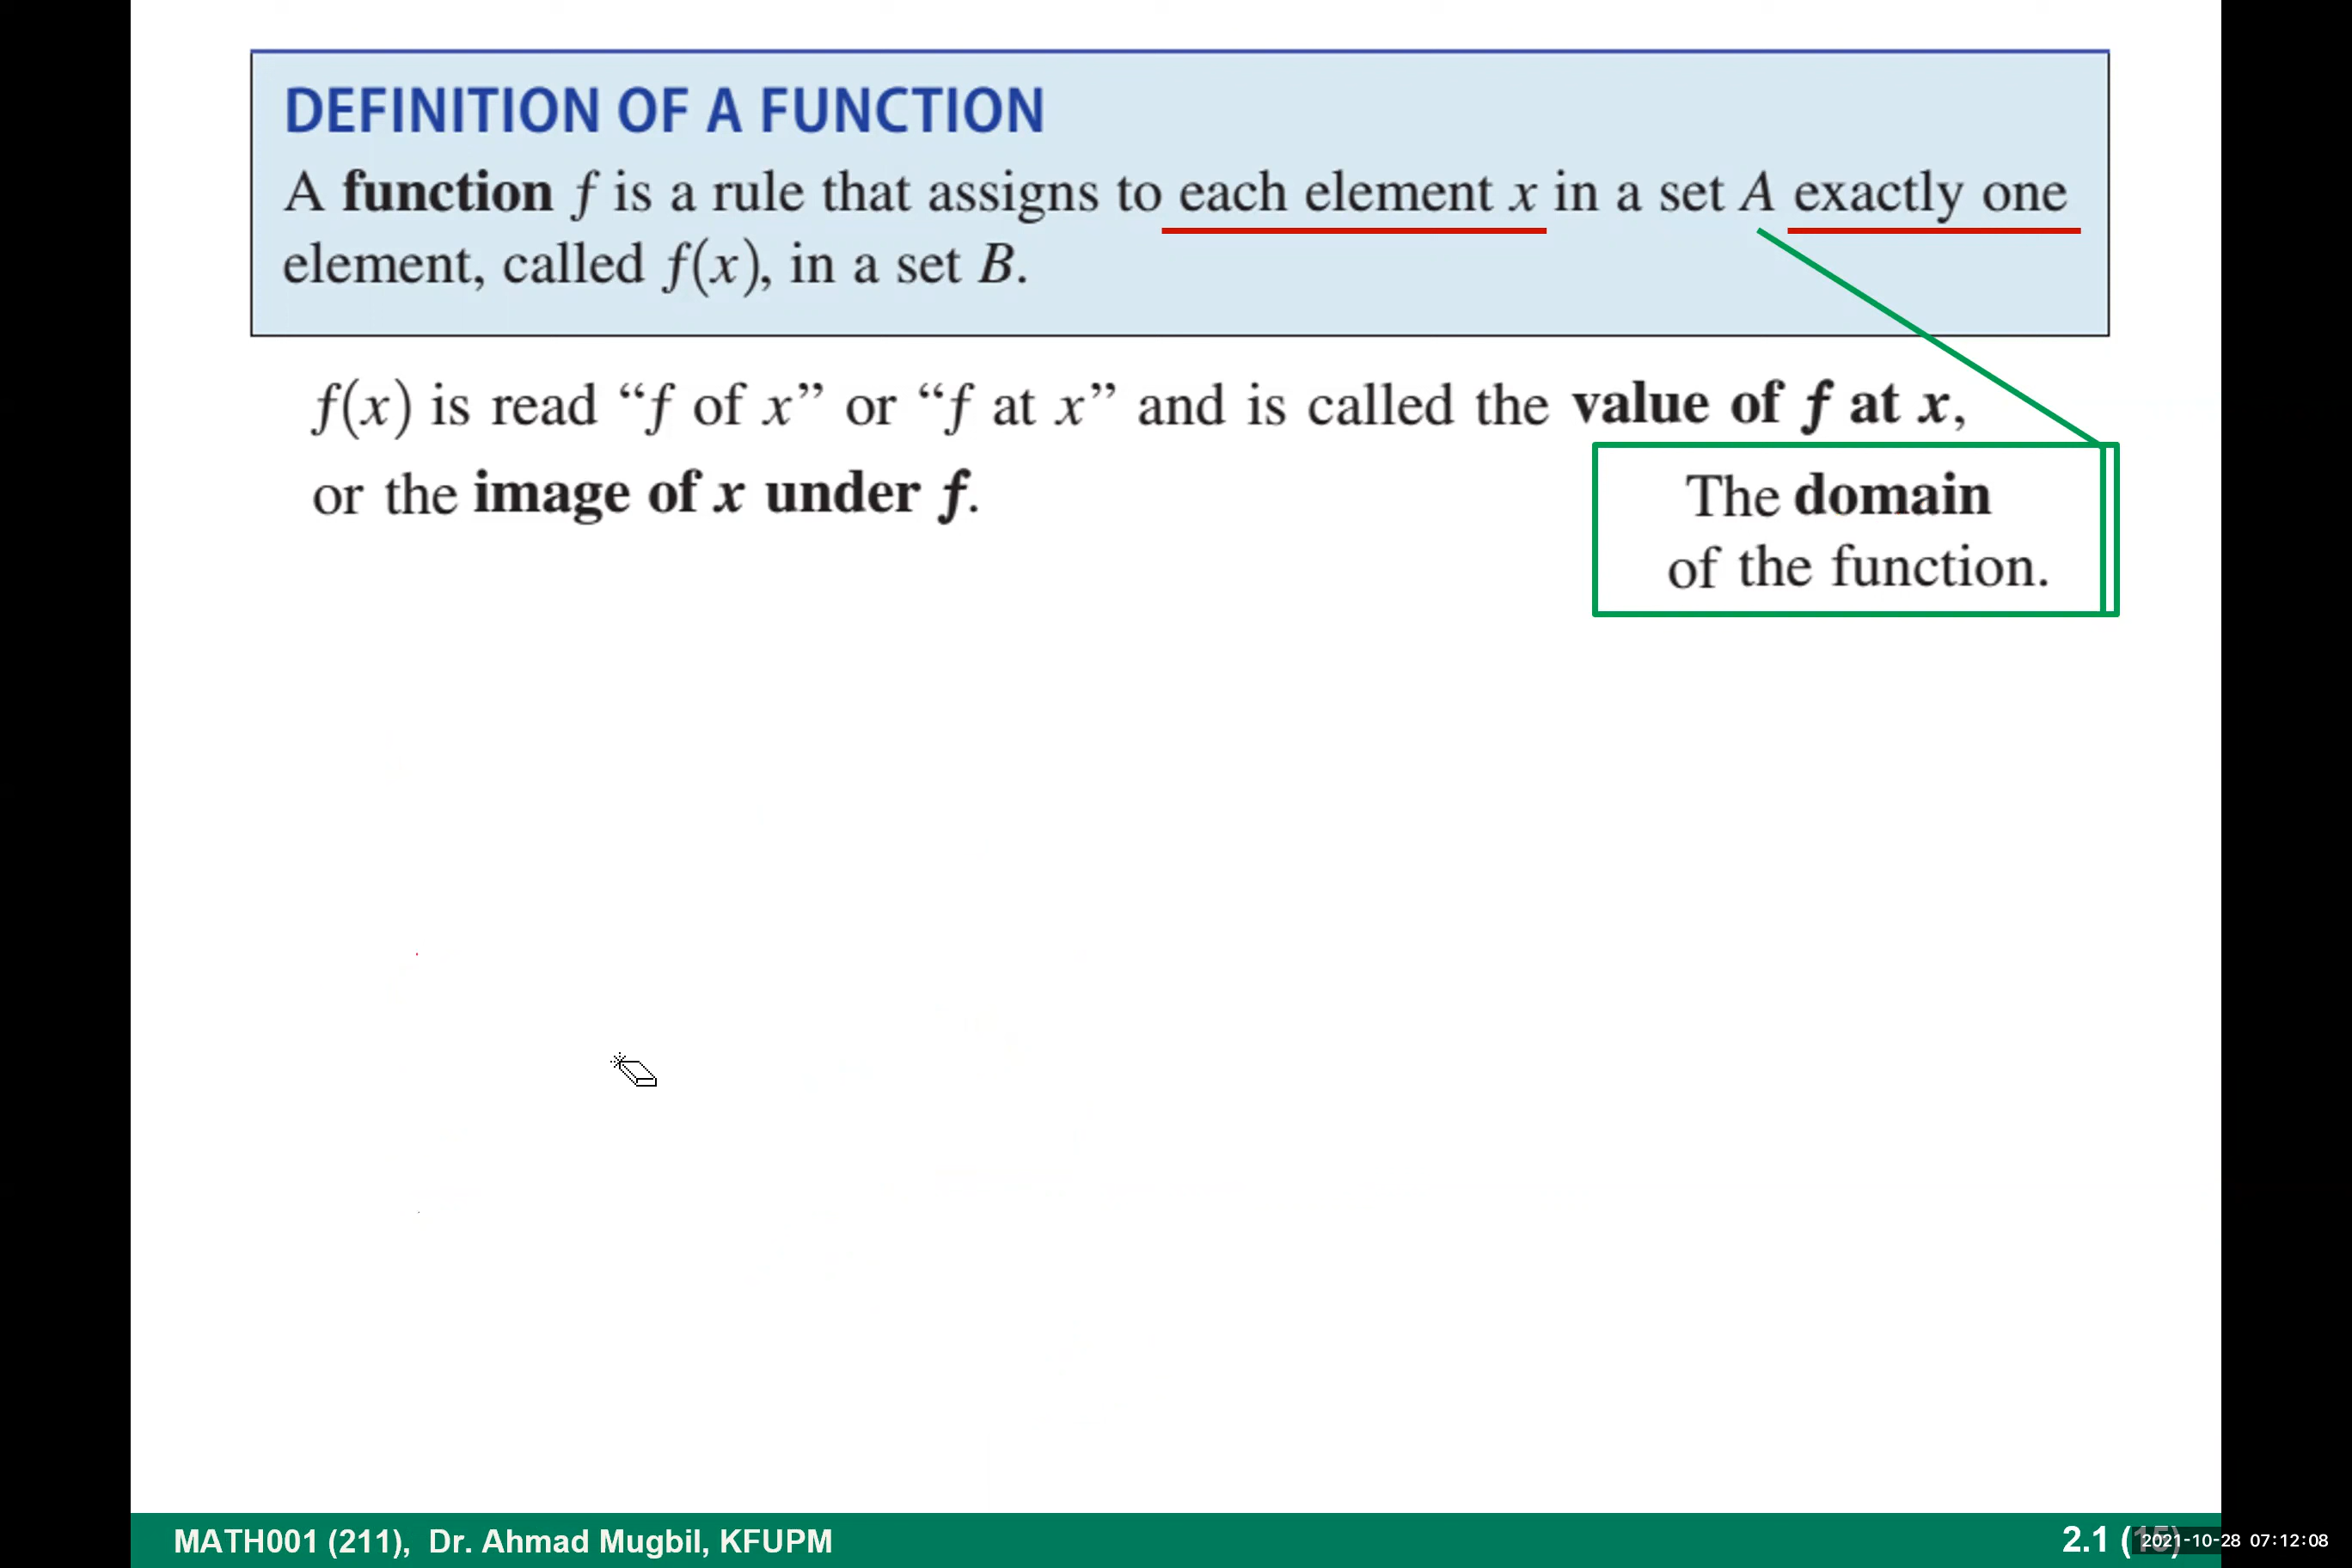 DEFINITION OF A FUNCTION
A function f is a rule that assigns to each element x in a set A exactly one
element, called f(x), in a set B.
f(x) is read “f of x” or “f at x” and is called the value of f at x,
or the image of x under f.
The domain
of the function.
MATH001 (211), Dr. Ahmad Mugbil, KFUPM
2.1 (15)
2021-10-28 07:12:08